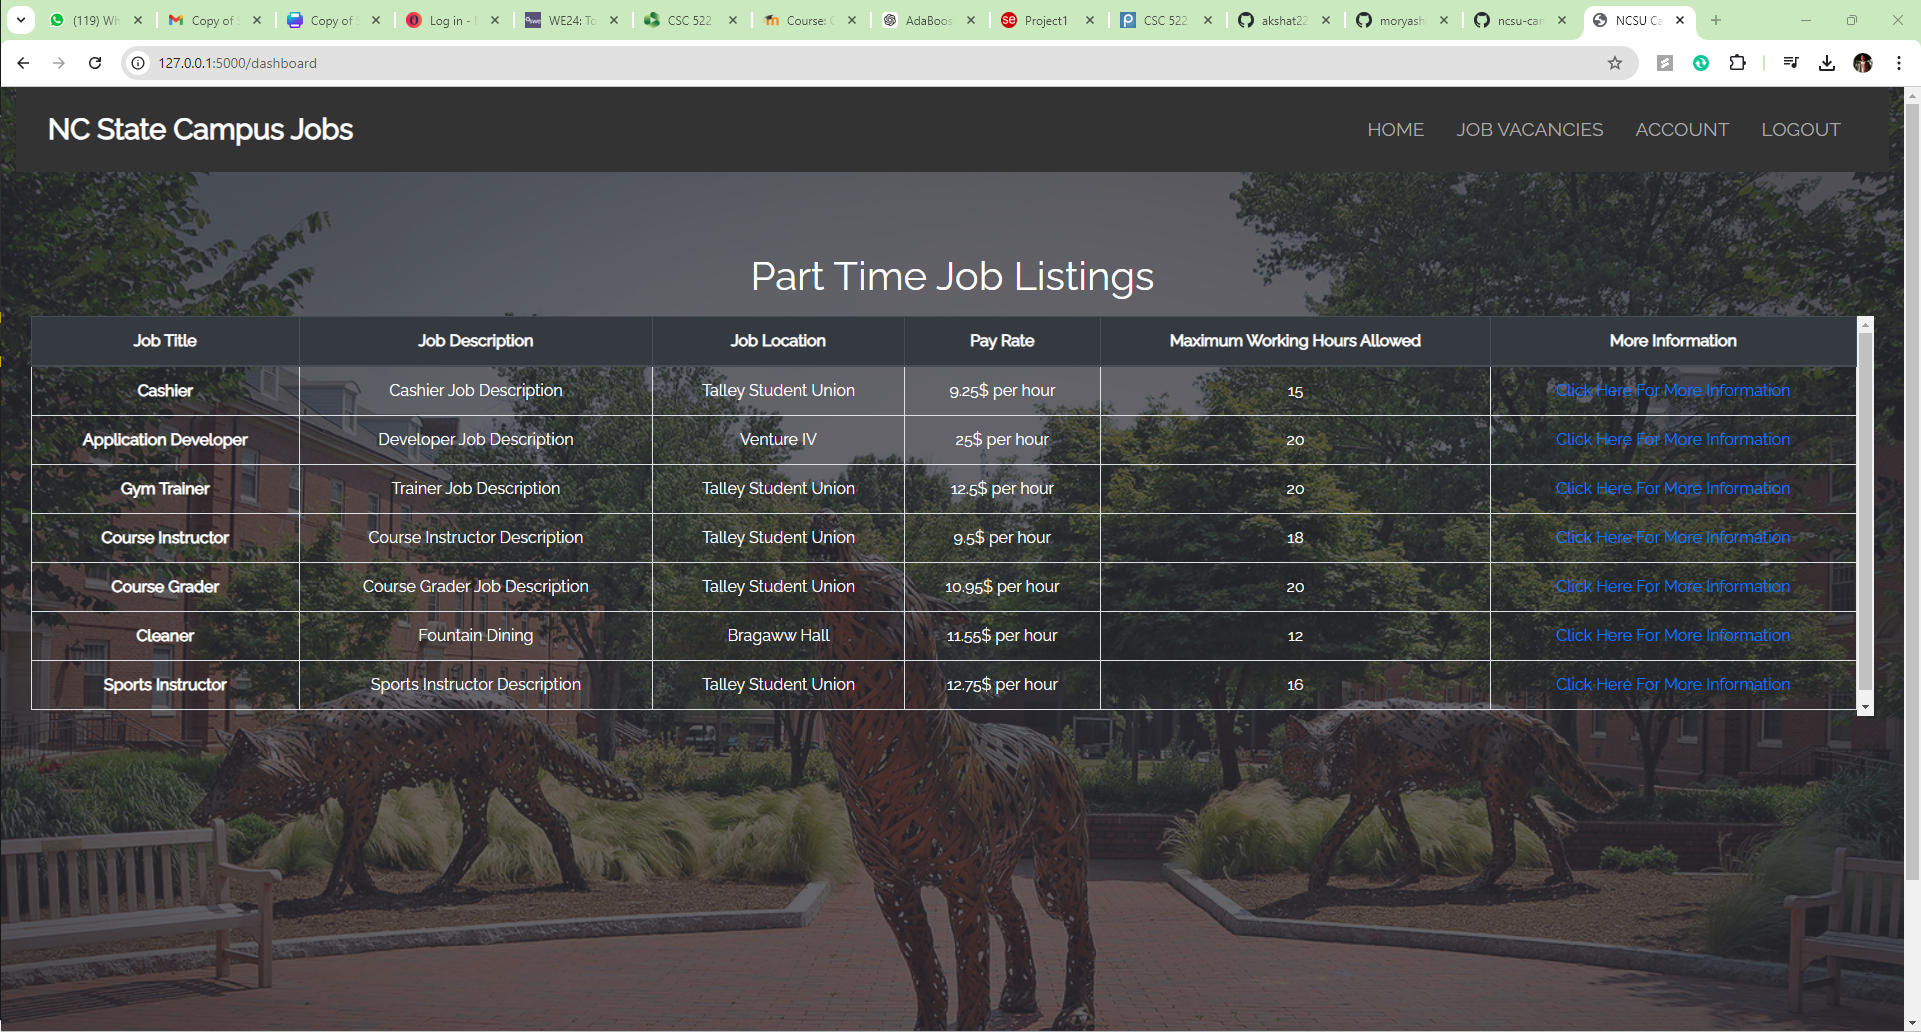 (119) Wh
Copy of S
Copy of S
Log in -
WE24: To
CSC 522
Course: C
AdaBoos
Project1
CSC 522
akshat22
moryash
ncsu-cam
NCSU Ca
127.0.0.1:5000/dashboard
NC State Campus Jobs
HOME JOB VACANCIES ACCOUNT LOGOUT
Part Time Job Listings
Job Title Job Description Job Location Pay Rate Maximum Working Hours Allowed More Information
Cashier Cashier Job Description Talley Student Union 9.25$ per hour 15 Click Here For More Information
Application Developer Developer Job Description Venture IV 25$ per hour 20 Click Here For More Information
Gym Trainer Trainer Job Description Talley Student Union 12.5$ per hour 20 Click Here For More Information
Course Instructor Course Instructor Description Talley Student Union 9.5$ per hour 18 Click Here For More Information
Course Grader Course Grader Job Description Talley Student Union 10.95$ per hour 20 Click Here For More Information
Cleaner Fountain Dining Bragaww Hall 11.55$ per hour 12 Click Here For More Information
Sports Instructor Sports Instructor Description Talley Student Union 12.75$ per hour 16 Click Here For More Information